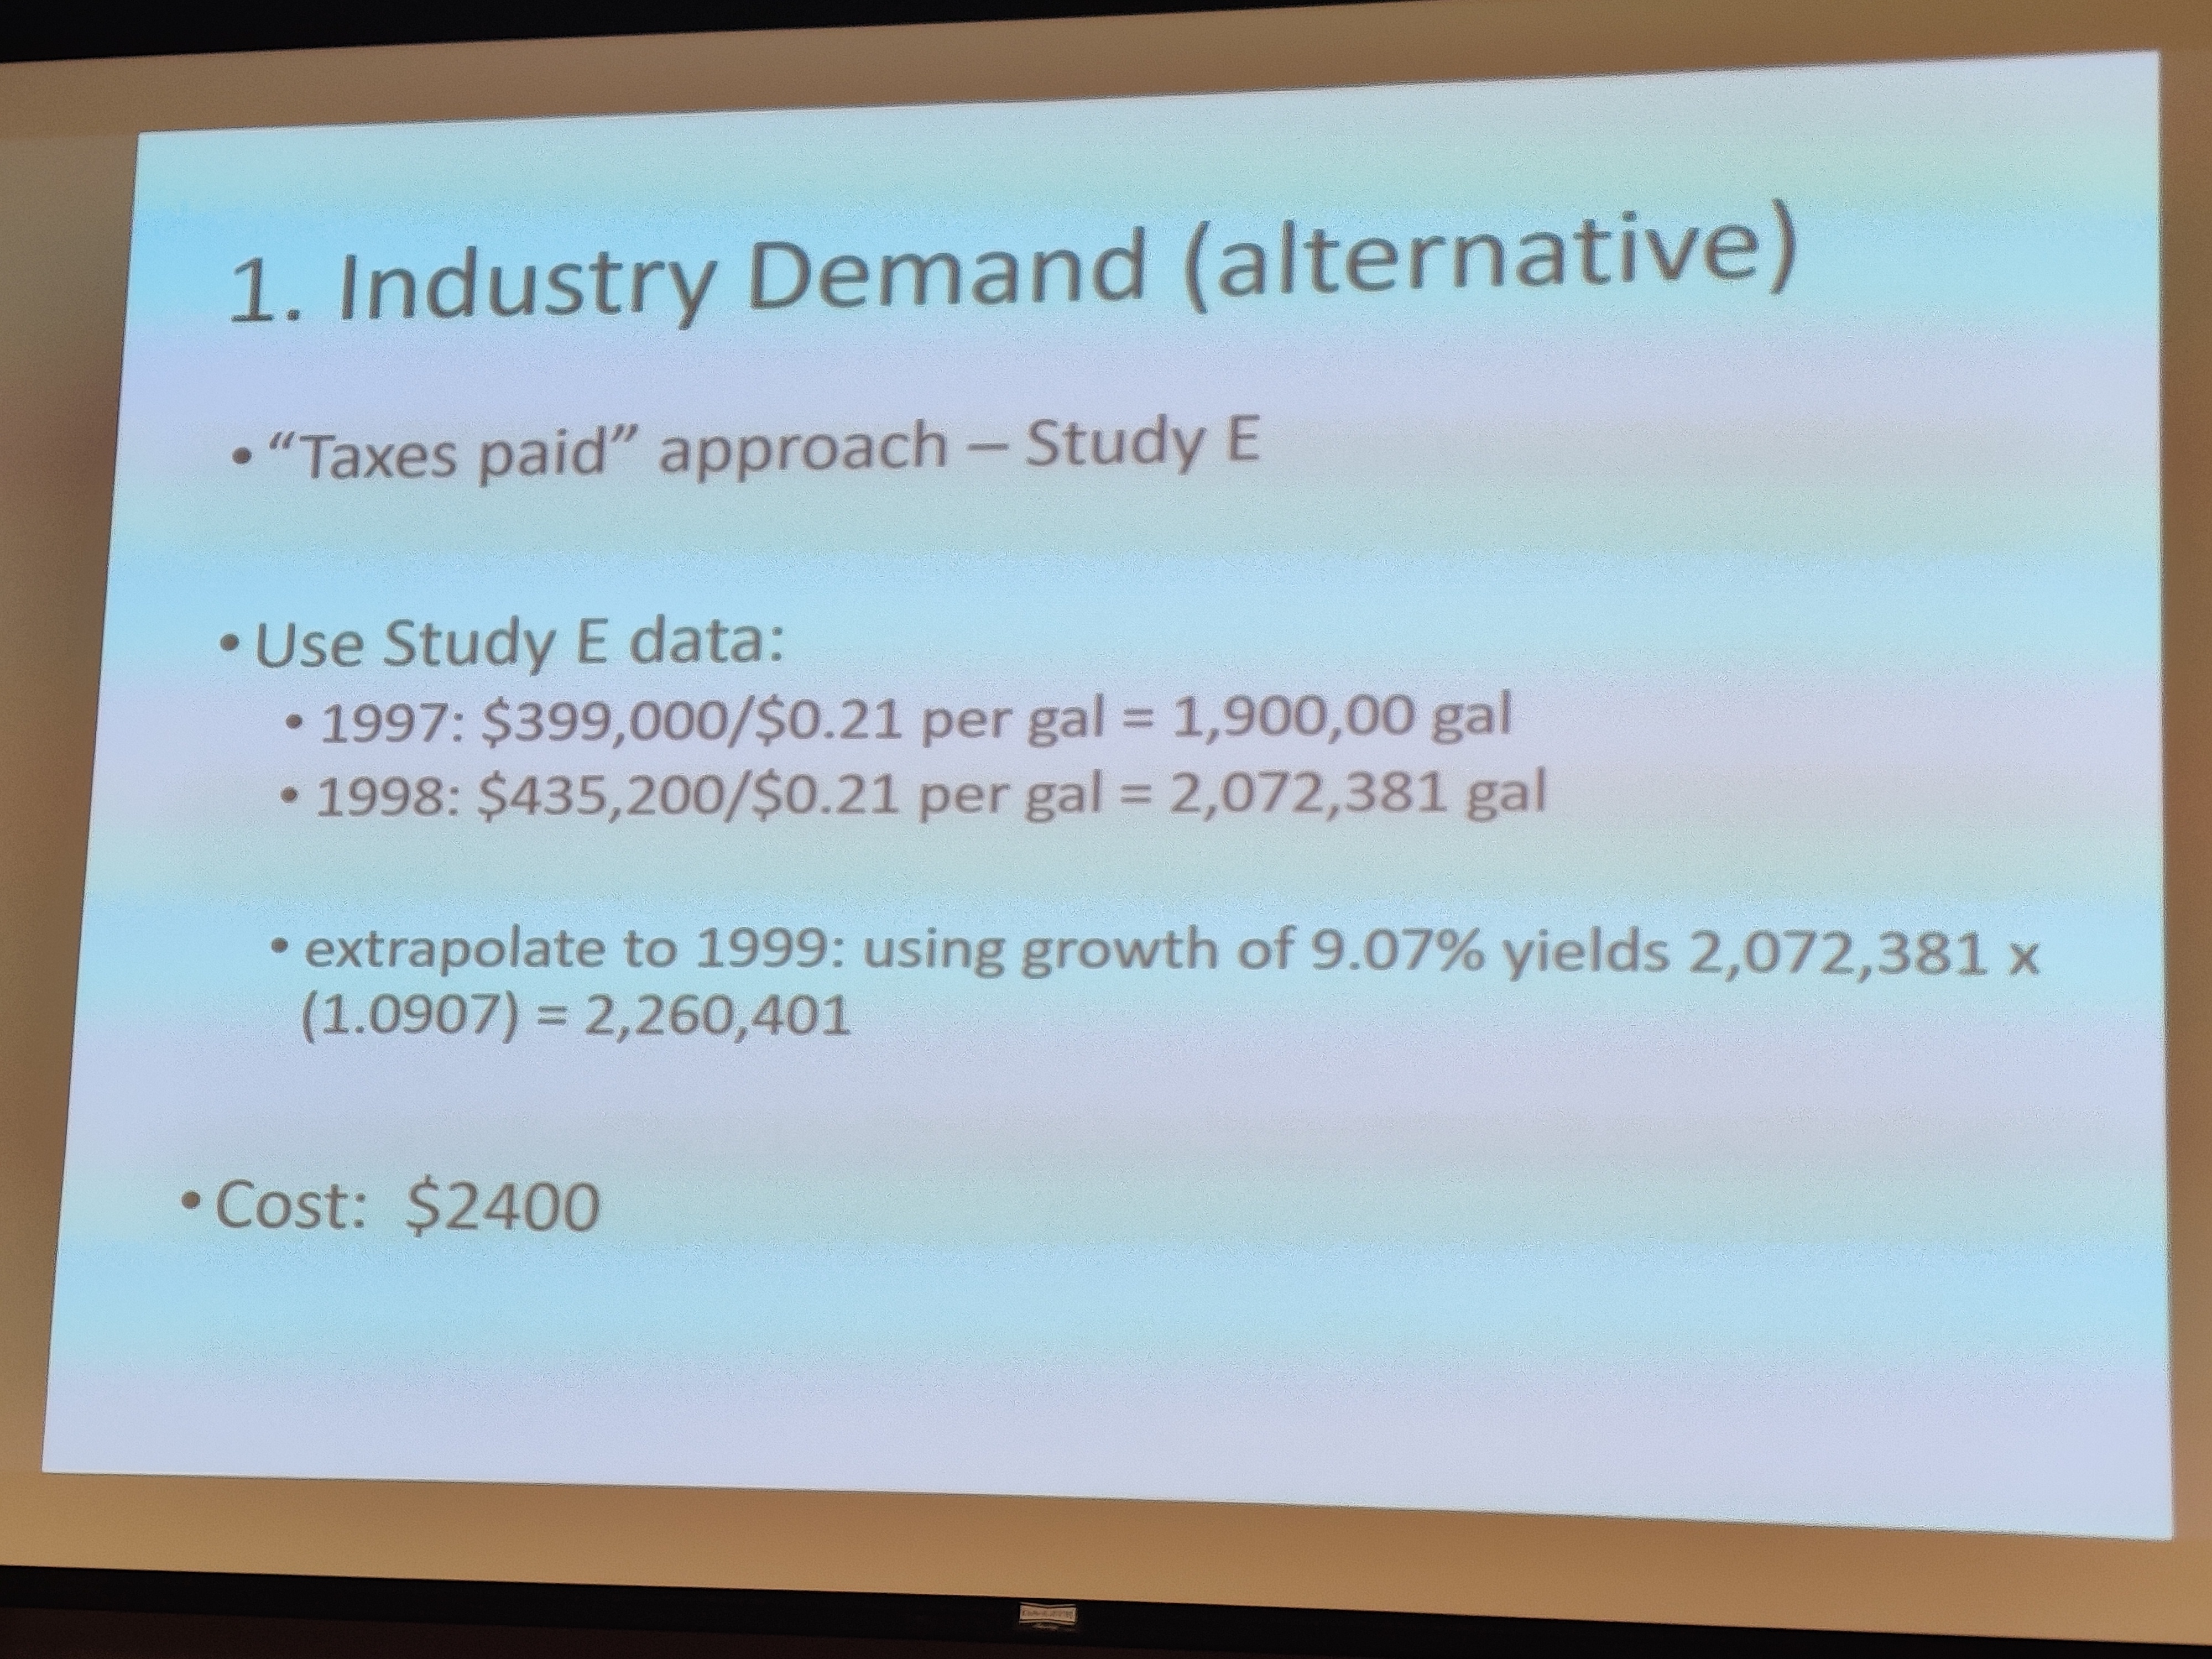 1. Industry Demand (alternative)
• “Taxes paid” approach – Study E
• Use Study E data:
• 1997: $399,000/$0.21 per gal = 1,900,00 gal
• 1998: $435,200/$0.21 per gal = 2,072,381 gal
• extrapolate to 1999: using growth of 9.07% yields 2,072,381 x
(1.0907) = 2,260,401
• Cost: $2400